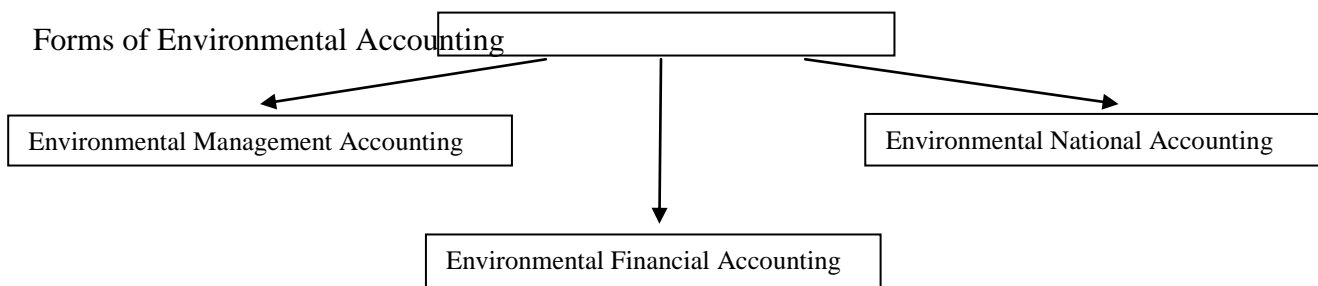 Forms of Environmental Accounting
Environmental Management Accounting
Environmental National Accounting
Environmental Financial Accounting